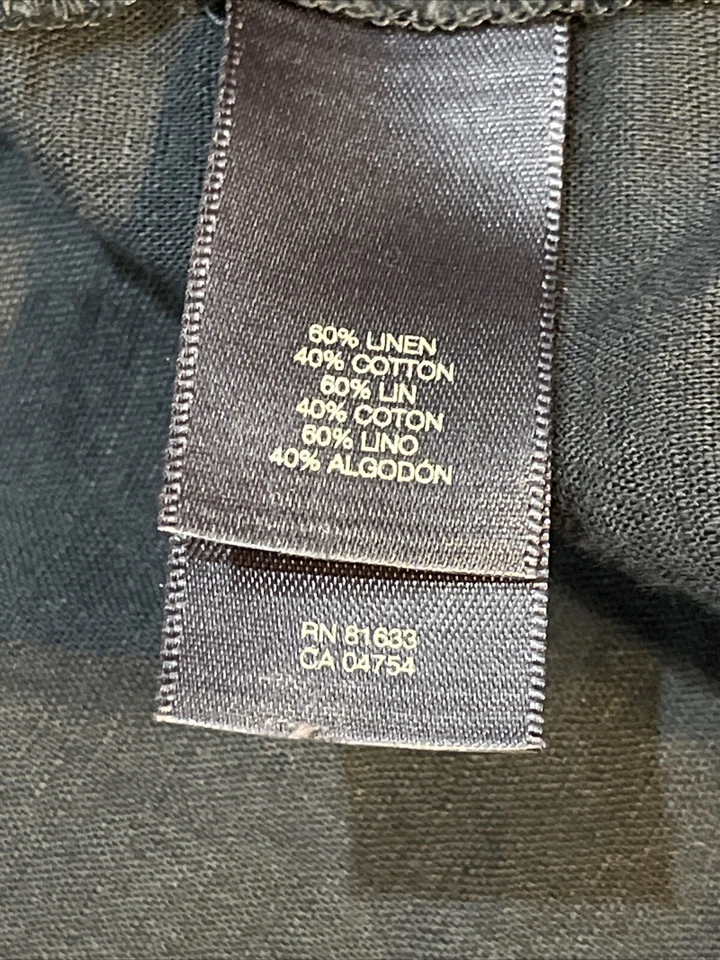 60% LINEN
40% COTTON
60% LIN
40% COTON
60% LINO
40% ALGODÓN
RN 81633
CA 04754